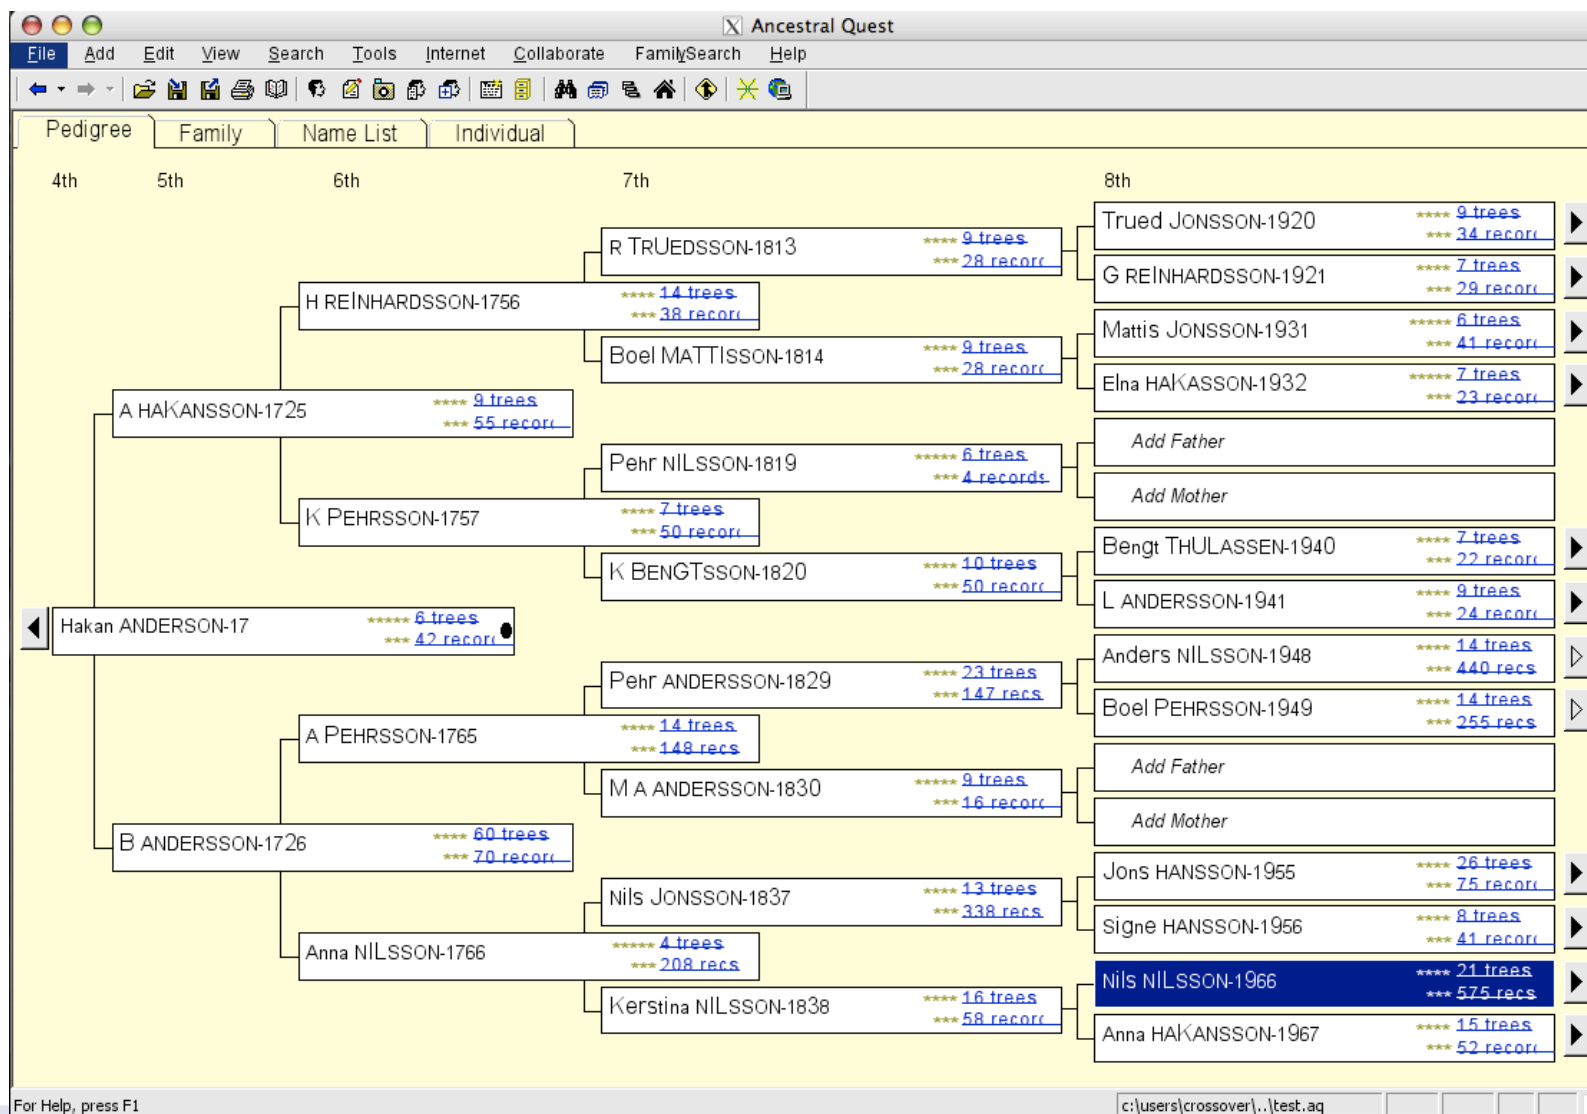 Ancestral Quest
File Add Edit View Search Tools Internet Collaborate FamilySearch Help
Pedigree Family Name List Individual
4th 5th 6th 7th 8th
Trued JONSSON-1920 **** 9 trees
*** 34 recor
R TRUEDSSON-1813 **** 9 trees
*** 28 record
G REINHARDSSON-1921 **** 7 trees
*** 29 recor
H REINHARDSSON-1756 **** 14 trees
*** 38 recor
Mattis JONSSON-1931 ***** 6 trees
*** 41 recor
Boel MATTISSON-1814 **** 9 trees
*** 28 record
Elna HAKASSON-1932 ***** 7 trees
*** 23 recor
A HAKANSSON-1725 **** 9 trees
*** 55 recor
Add Father
Pehr NILSSON-1819 ***** 6 trees
*** 4 records
Add Mother
K PEHRSSON-1757 **** 7 trees
*** 50 recor
Bengt THULASSEN-1940 **** 7 trees
*** 22 recor
K BENGTSSON-1820 **** 10 trees
*** 50 record
L ANDERSSON-1941 **** 9 trees
*** 24 recor
Hakan ANDERSON-17 ***** 6 trees
*** 42 recor
Anders NILSSON-1948 **** 14 trees
*** 440 recs
Pehr ANDERSSON-1829 **** 23 trees
*** 147 recs
Boel PEHRSSON-1949 **** 14 trees
*** 255 recs
A PEHRSSON-1765 **** 14 trees
*** 148 recs
Add Father
M A ANDERSSON-1830 ***** 9 trees
*** 16 record
Add Mother
B ANDERSSON-1726 **** 60 trees
*** 70 recor
Jons HANSSON-1955 **** 26 trees
*** 75 recor
Nils JONSSON-1837 **** 13 trees
*** 338 recs
Signe HANSSON-1956 **** 8 trees
*** 41 recor
Anna NILSSON-1766 ***** 4 trees
*** 208 recs
Nils NILSSON-1966 **** 21 trees
*** 575 recs
Kerstina NILSSON-1838 **** 16 trees
*** 58 record
Anna HAKANSSON-1967 **** 15 trees
*** 52 recor
For Help, press F1 c:\users\crossover\..\test.aq